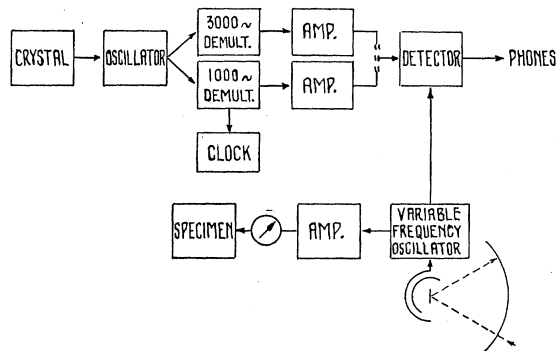 CRYSTAL
OSCILLATOR
3000~
DEMULT.
AMP.
1000~
DEMULT.
AMP.
DETECTOR
PHONES
CLOCK
SPECIMEN
AMP.
VARIABLE
FREQUENCY
OSCILLATOR